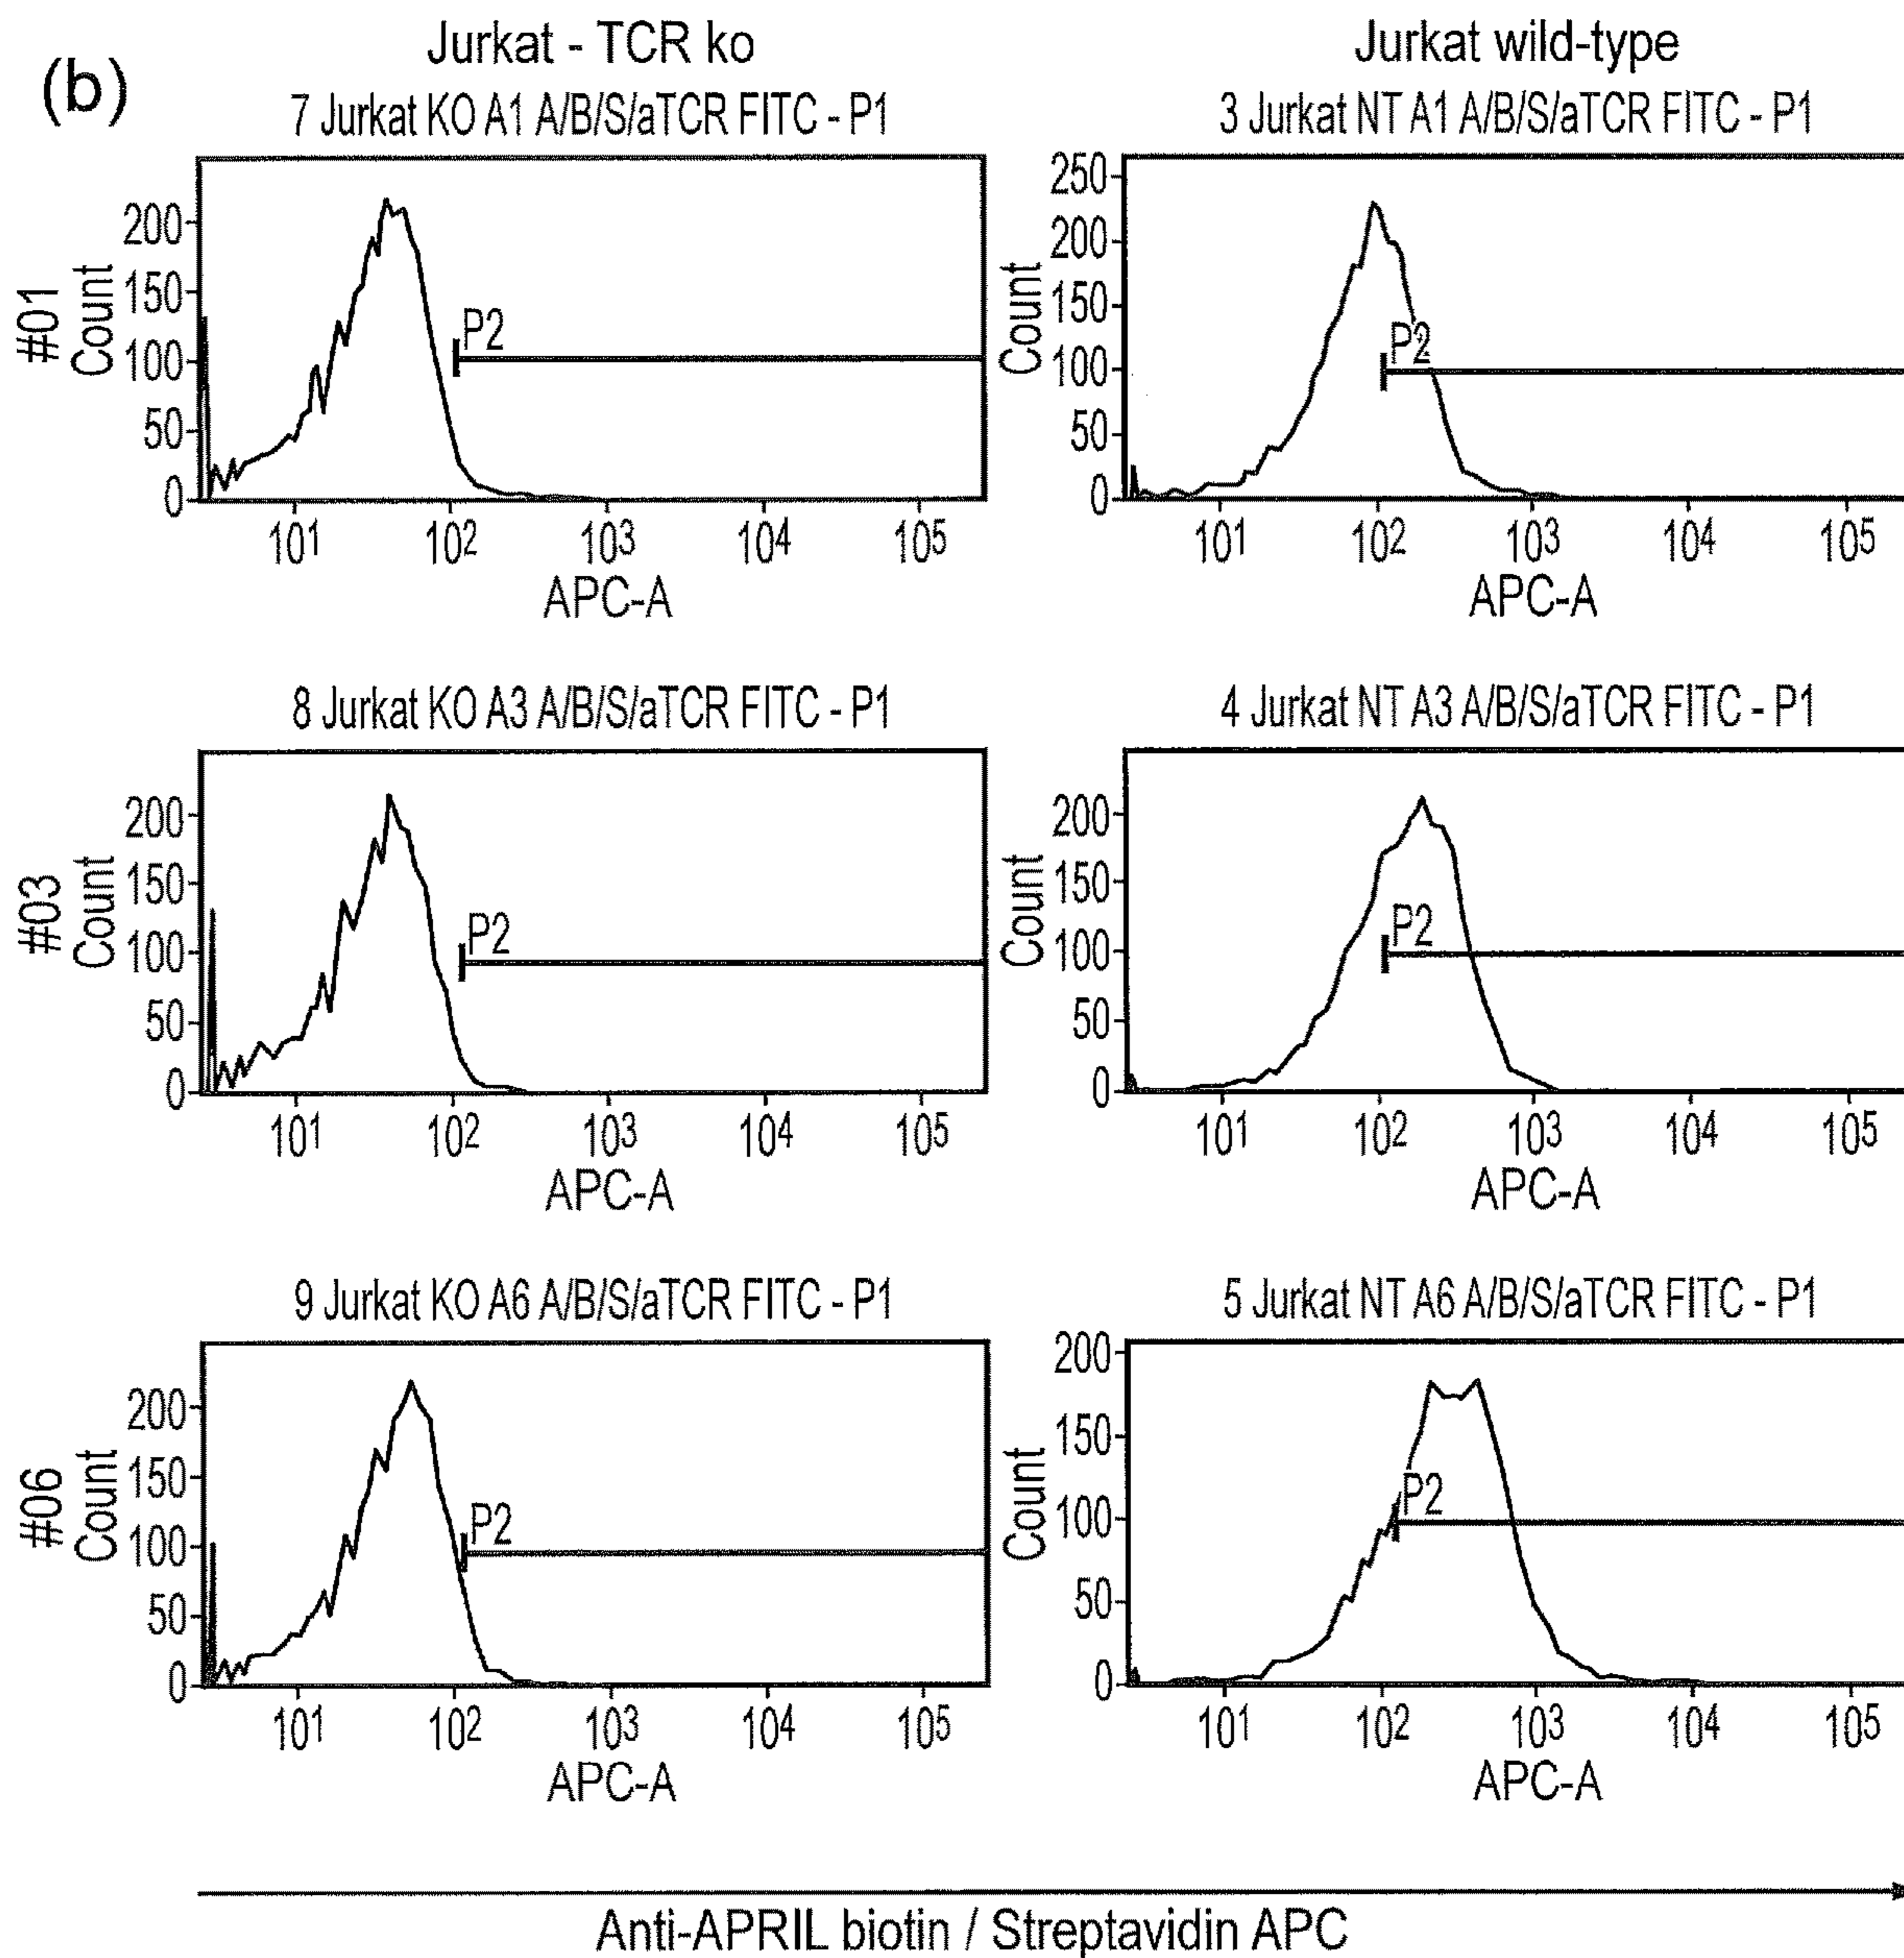 (b)
Jurkat - TCR ko
Jurkat wild-type
7 Jurkat KO A1 A/B/S/aTCR FITC - P1
3 Jurkat NT A1 A/B/S/aTCR FITC - P1
#01
Count
200
150
100
50
0
P2
10¹ 10² 10³ 10⁴ 10⁵
APC-A
Count
250
200
150
100
50
0
P2
10¹ 10² 10³ 10⁴ 10⁵
APC-A
8 Jurkat KO A3 A/B/S/aTCR FITC - P1
4 Jurkat NT A3 A/B/S/aTCR FITC - P1
#03
Count
200
150
100
50
0
P2
10¹ 10² 10³ 10⁴ 10⁵
APC-A
Count
200
150
100
50
0
P2
10¹ 10² 10³ 10⁴ 10⁵
APC-A
9 Jurkat KO A6 A/B/S/aTCR FITC - P1
5 Jurkat NT A6 A/B/S/aTCR FITC - P1
#06
Count
200
150
100
50
0
P2
10¹ 10² 10³ 10⁴ 10⁵
APC-A
Count
200
150
100
50
0
P2
10¹ 10² 10³ 10⁴ 10⁵
APC-A
Anti-APRIL biotin / Streptavidin APC